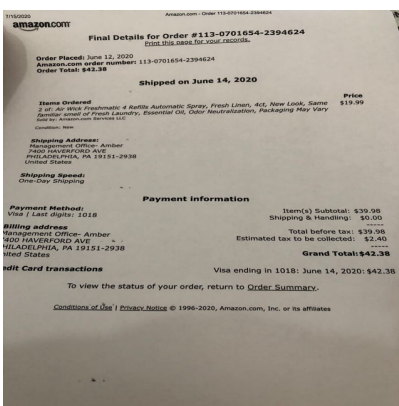 7/15/2020
Amazon.com - Order 113-0701654-2394624
amazon.com
Final Details for Order #113-0701654-2394624
Print this page for your records.
Order Placed: June 12, 2020
Amazon.com order number: 113-0701654-2394624
Order Total: $42.38
Shipped on June 14, 2020
Items Ordered Price
2 of: Air Wick Freshmatic 4 Refills Automatic Spray, Fresh Linen, 4ct, New Look, Same $19.99
familiar smell of Fresh Laundry, Essential Oil, Odor Neutralization, Packaging May Vary
Sold by: Amazon.com Services LLC
Condition: New
Shipping Address:
Management Office- Amber
7400 HAVERFORD AVE
PHILADELPHIA, PA 19151-2938
United States
Shipping Speed:
One-Day Shipping
Payment information
Payment Method:
Visa | Last digits: 1018
Item(s) Subtotal: $39.98
Shipping & Handling: $0.00
-----
Billing address
Management Office- Amber
7400 HAVERFORD AVE
PHILADELPHIA, PA 19151-2938
United States
Total before tax: $39.98
Estimated tax to be collected: $2.40
-----
Grand Total: $42.38
edit Card transactions
Visa ending in 1018: June 14, 2020: $42.38
To view the status of your order, return to Order Summary.
Conditions of Use | Privacy Notice © 1996-2020, Amazon.com, Inc. or its affiliates